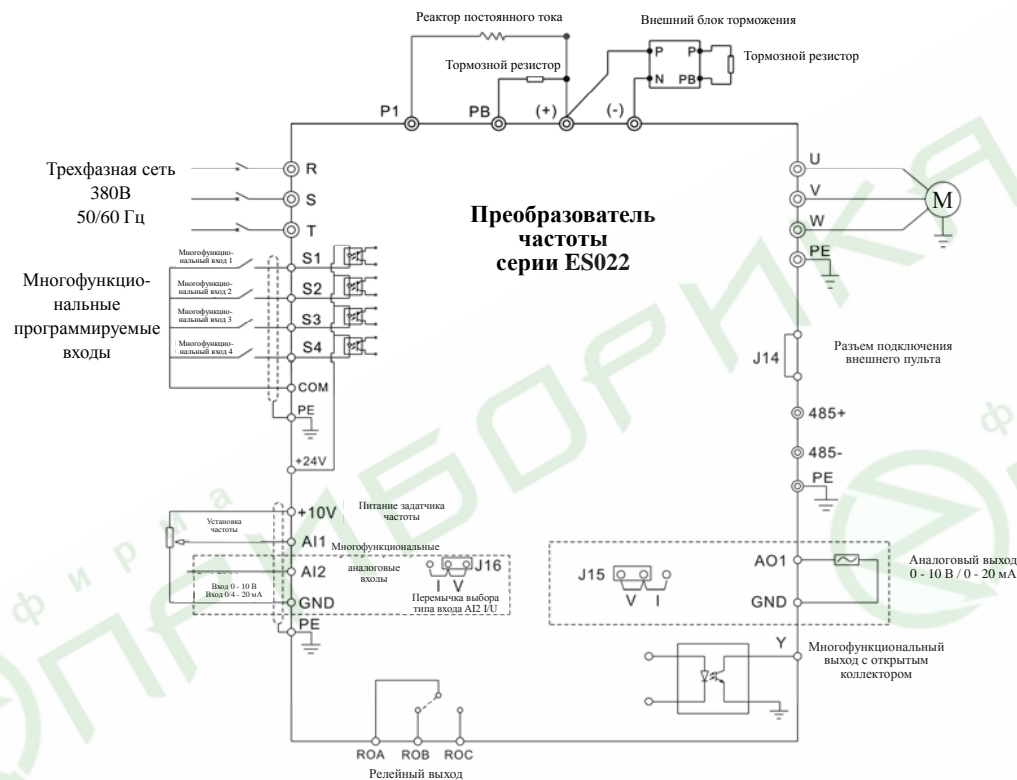 Реактор постоянного тока
Внешний блок торможения
Тормозной резистор
P
P
N
PB
Тормозной резистор
P1
PB
(+)
(-)
Трехфазная сеть
380В
50/60 Гц
R
S
T
Преобразователь
частоты
серии ES022
U
V
W
M
PE
Многофункцио-
нальные
программируемые
входы
Многофункцио-
нальный вход 1
S1
Многофункцио-
нальный вход 2
S2
Многофункцио-
нальный вход 3
S3
Многофункцио-
нальный вход 4
S4
COM
PE
+24V
J14
Разъем подключения
внешнего пульта
485+
485-
PE
+10V
Питание задатчика
частоты
Установка
частоты
AI1
Многофункциональные
аналоговые
входы
AI2
Вход 0 - 10 В
Вход 0/4 - 20 мА
GND
PE
J16
I V
Перемычка выбора
типа входа AI2 I/U
J15
V I
AO1
GND
Аналоговый выход
0 - 10 В / 0 - 20 мА
Y
Многофункциональный
выход с открытым
коллектором
ROA
ROB
ROC
Релейный выход
фирма
ПРИБОРИКА